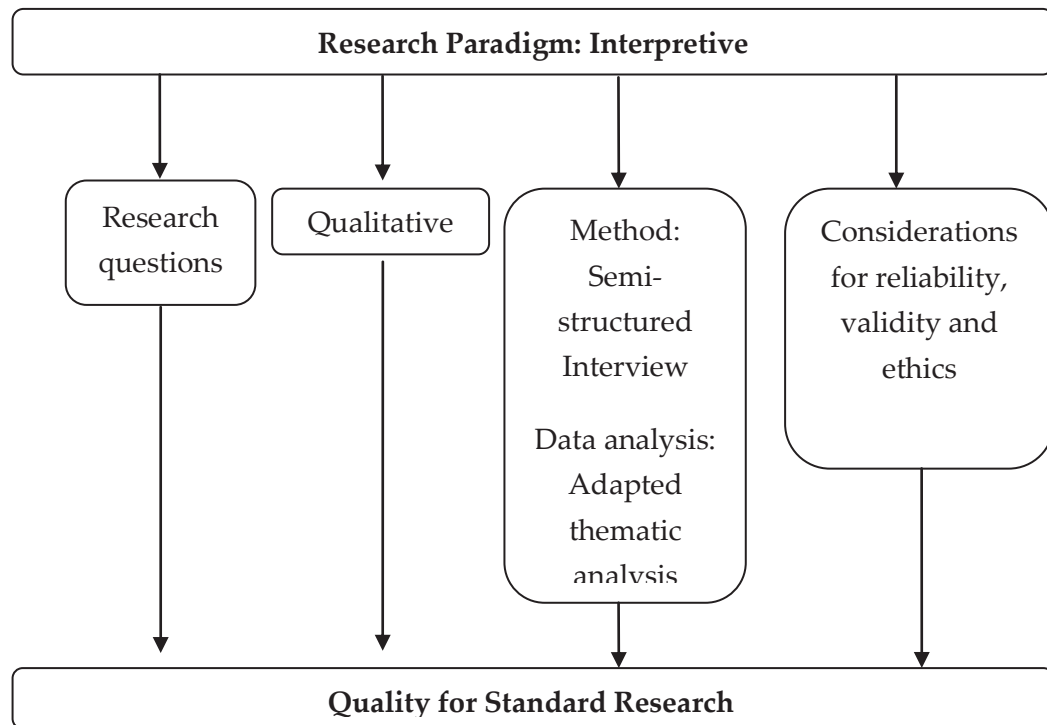 Research Paradigm: Interpretive
Research
questions
Qualitative
Method:
Semi-
structured
Interview
Data analysis:
Adapted
thematic
analysis
Considerations
for reliability,
validity and
ethics
Quality for Standard Research